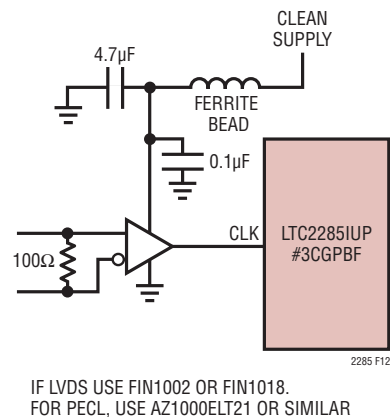 CLEAN
SUPPLY
4.7µF
FERRITE
BEAD
0.1µF
100Ω
CLK
LTC2285IUP
#3CGPBF
2285 F12
IF LVDS USE FIN1002 OR FIN1018.
FOR PECL, USE AZ1000ELT21 OR SIMILAR